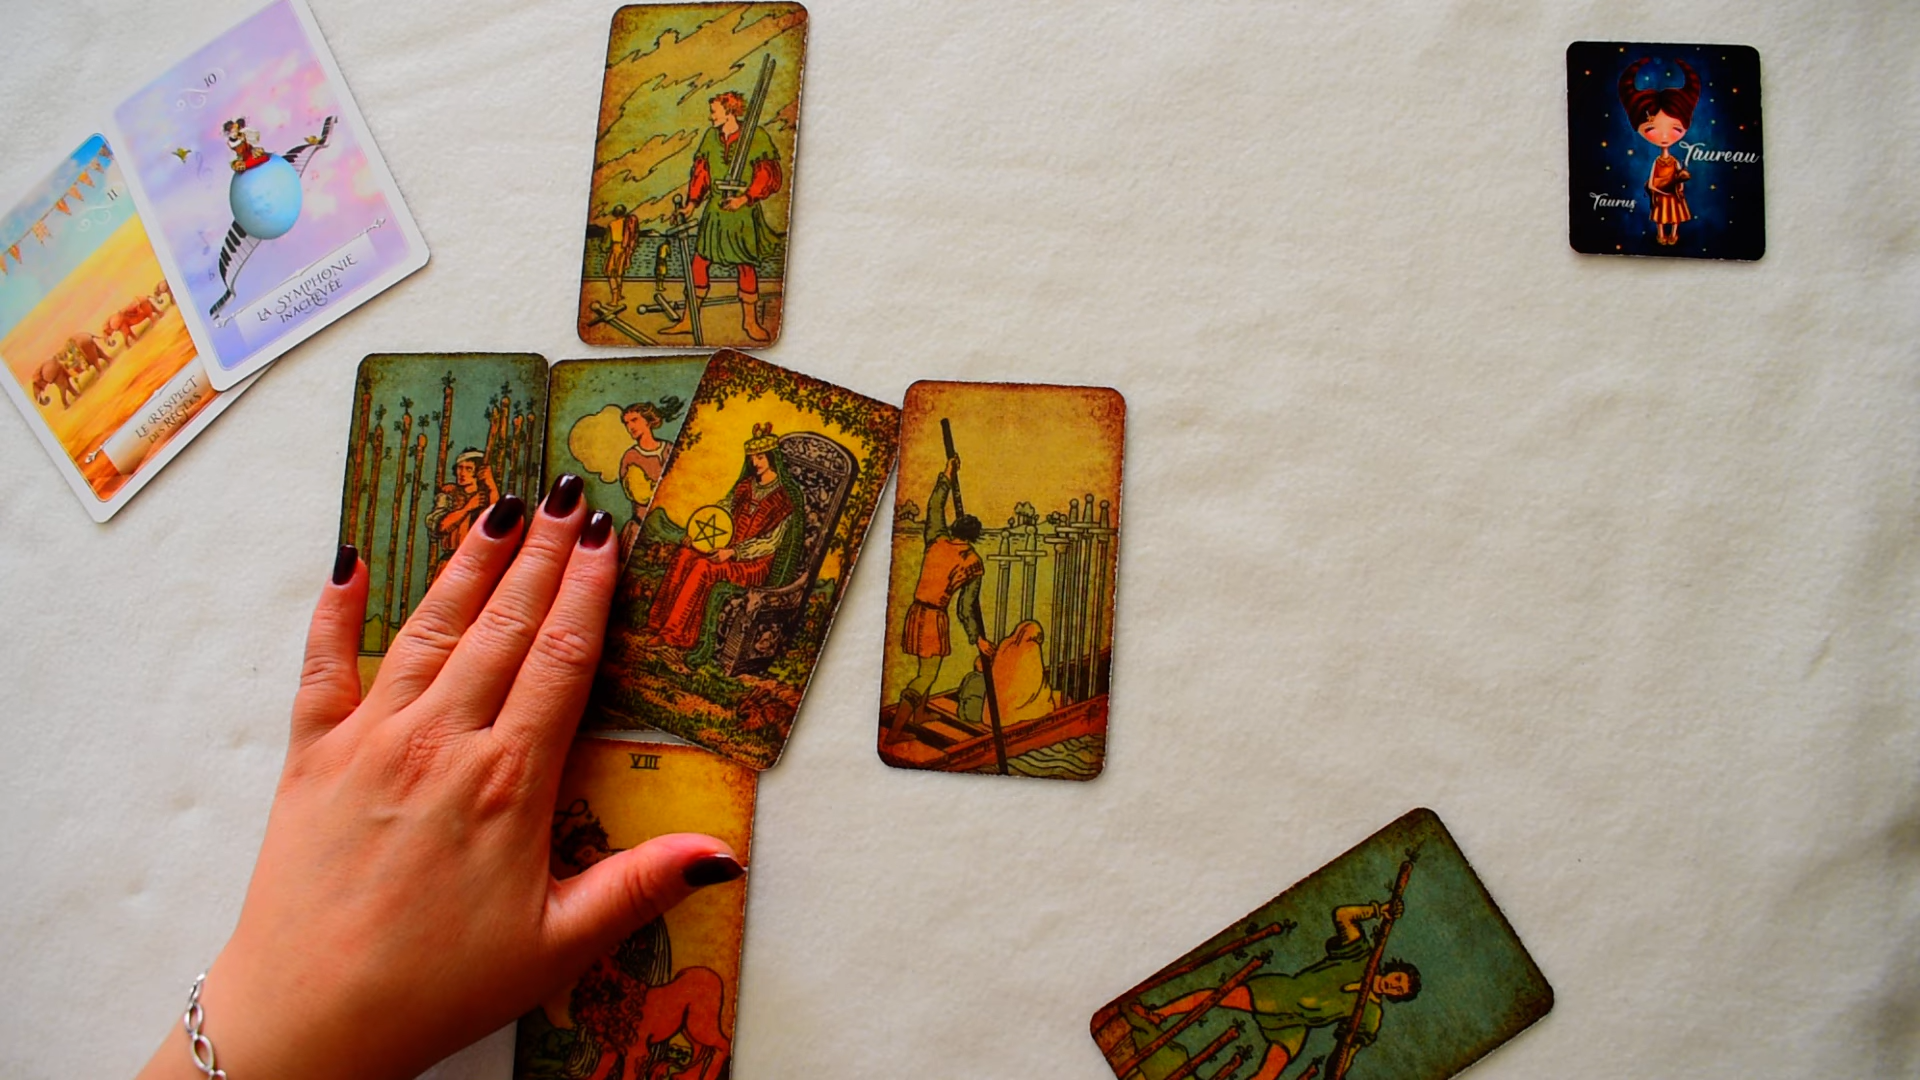 10
LA SYMPHONIE
INACHEVÉE
11
LE RESPECT
DES RÈGLES
Taureau
Taurus
VIII